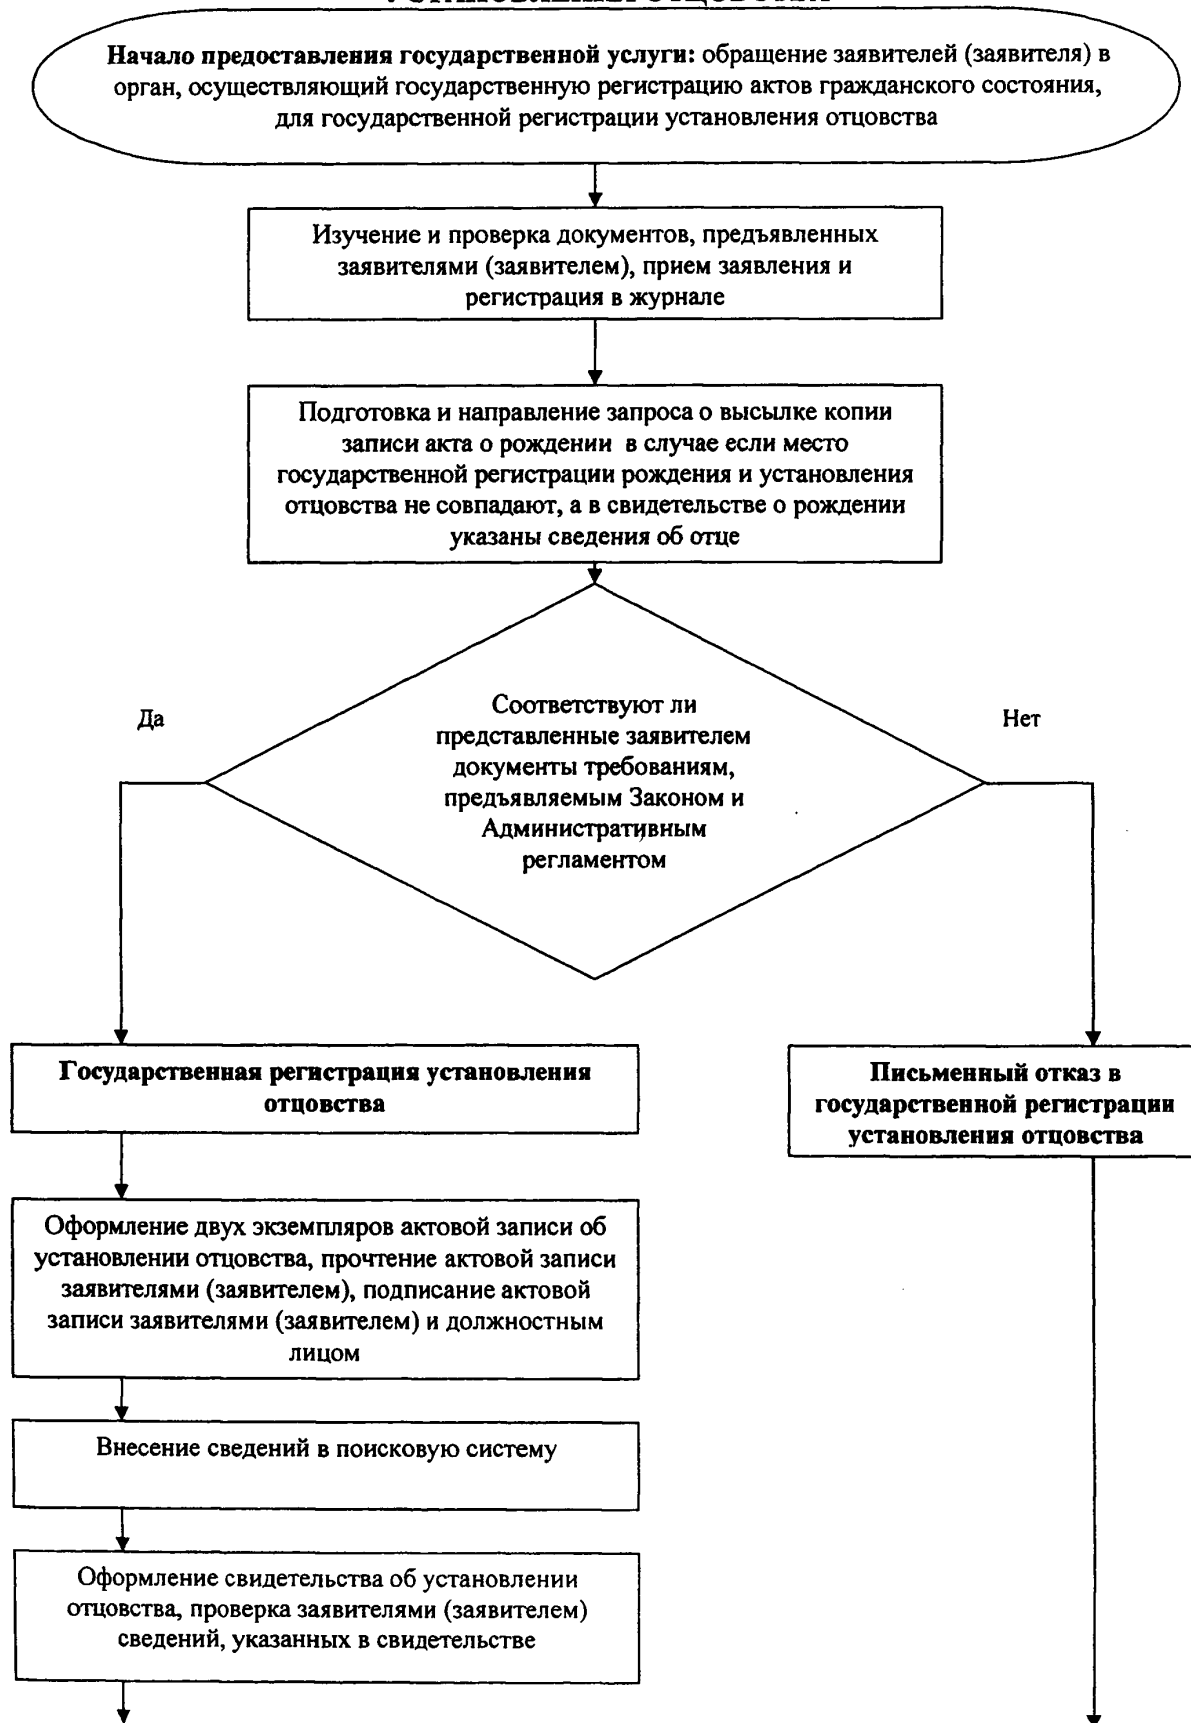 Начало предоставления государственной услуги: обращение заявителей (заявителя) в
орган, осуществляющий государственную регистрацию актов гражданского состояния,
для государственной регистрации установления отцовства
Изучение и проверка документов, предъявленных
заявителями (заявителем), прием заявления и
регистрация в журнале
Подготовка и направление запроса о высылке копии
записи акта о рождении в случае если место
государственной регистрации рождения и установления
отцовства не совпадают, а в свидетельстве о рождении
указаны сведения об отце
Да
Соответствуют ли
представленные заявителем
документы требованиям,
предъявляемым Законом и
Административным
регламентом
Нет
Государственная регистрация установления
отцовства
Письменный отказ в
государственной регистрации
установления отцовства
Оформление двух экземпляров актовой записи об
установлении отцовства, прочтение актовой записи
заявителями (заявителем), подписание актовой
записи заявителями (заявителем) и должностным
лицом
Внесение сведений в поисковую систему
Оформление свидетельства об установлении
отцовства, проверка заявителями (заявителем)
сведений, указанных в свидетельстве